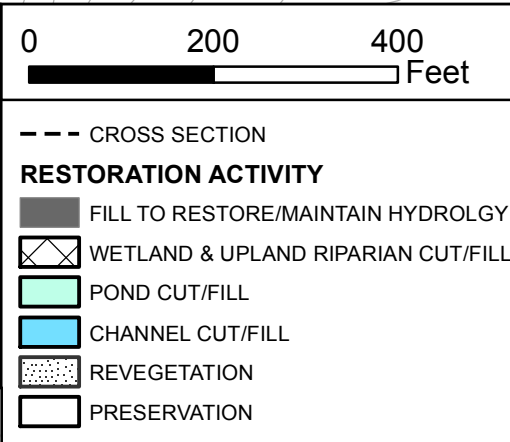 0 200 400
Feet
CROSS SECTION
RESTORATION ACTIVITY
FILL TO RESTORE/MAINTAIN HYDROLGY
WETLAND & UPLAND RIPARIAN CUT/FILL
POND CUT/FILL
CHANNEL CUT/FILL
REVEGETATION
PRESERVATION